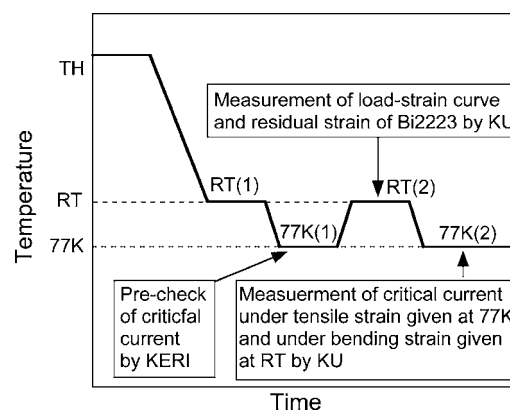 TH
Measurement of load-strain curve
and residual strain of Bi2223 by KU
RT(1)
RT(2)
RT
77K(1)
77K(2)
77K
Pre-check
of criticfal
current
by KERI
Measuerment of critical current
under tensile strain given at 77K
and under bending strain given
at RT by KU
Temperature
Time